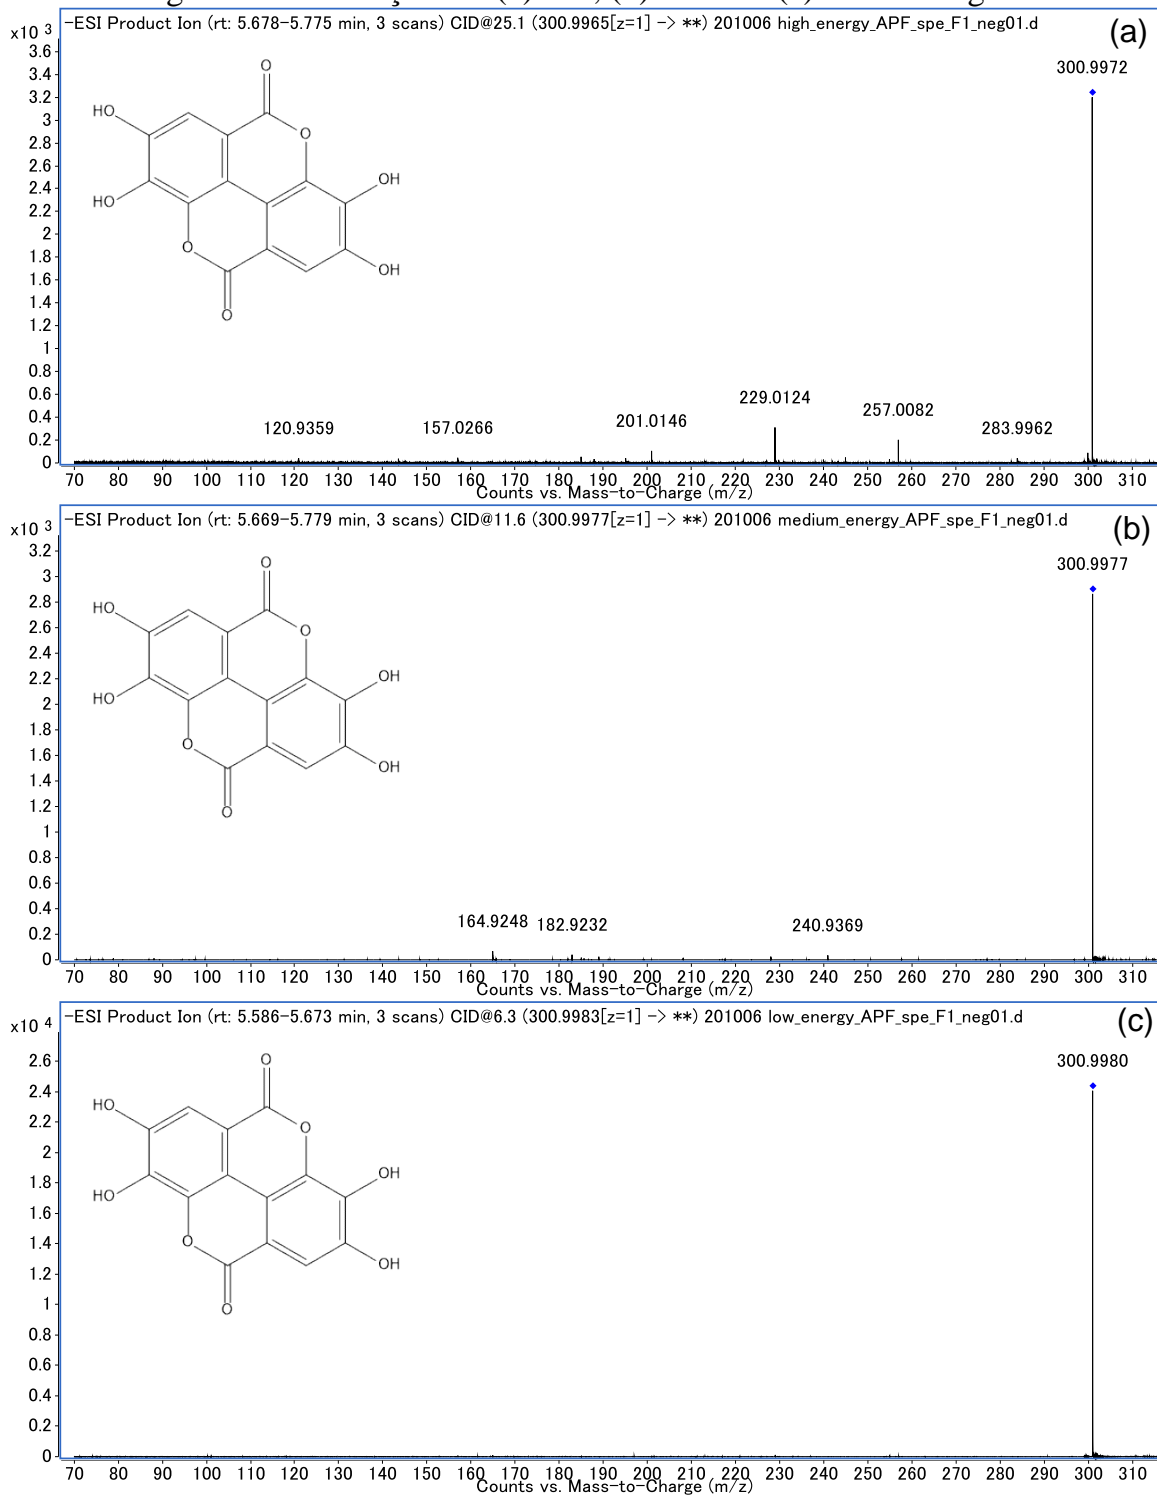 -ESI Product Ion (rt: 5.678-5.775 min, 3 scans) CID@25.1 (300.9965[z=1] -> **) 201006 high_energy_APF_spe_F1_neg01.d
(a)
x10 3
3.6
3.4
3.2
3
2.8
2.6
2.4
2.2
2
1.8
1.6
1.4
1.2
1
0.8
0.6
0.4
0.2
0
300.9972
O
HO
O
HO
OH
O
OH
O
120.9359
157.0266
201.0146
229.0124
257.0082
283.9962
70 80 90 100 110 120 130 140 150 160 170 180 190 200 210 220 230 240 250 260 270 280 290 300 310
Counts vs. Mass-to-Charge (m/z)
-ESI Product Ion (rt: 5.669-5.779 min, 3 scans) CID@11.6 (300.9977[z=1] -> **) 201006 medium_energy_APF_spe_F1_neg01.d
(b)
x10 3
3.2
3
2.8
2.6
2.4
2.2
2
1.8
1.6
1.4
1.2
1
0.8
0.6
0.4
0.2
0
300.9977
O
HO
O
HO
OH
O
OH
O
164.9248
182.9232
240.9369
70 80 90 100 110 120 130 140 150 160 170 180 190 200 210 220 230 240 250 260 270 280 290 300 310
Counts vs. Mass-to-Charge (m/z)
-ESI Product Ion (rt: 5.586-5.673 min, 3 scans) CID@6.3 (300.9983[z=1] -> **) 201006 low_energy_APF_spe_F1_neg01.d
(c)
x10 4
2.6
2.4
2.2
2
1.8
1.6
1.4
1.2
1
0.8
0.6
0.4
0.2
0
300.9980
O
HO
O
HO
OH
O
OH
O
70 80 90 100 110 120 130 140 150 160 170 180 190 200 210 220 230 240 250 260 270 280 290 300 310
Counts vs. Mass-to-Charge (m/z)